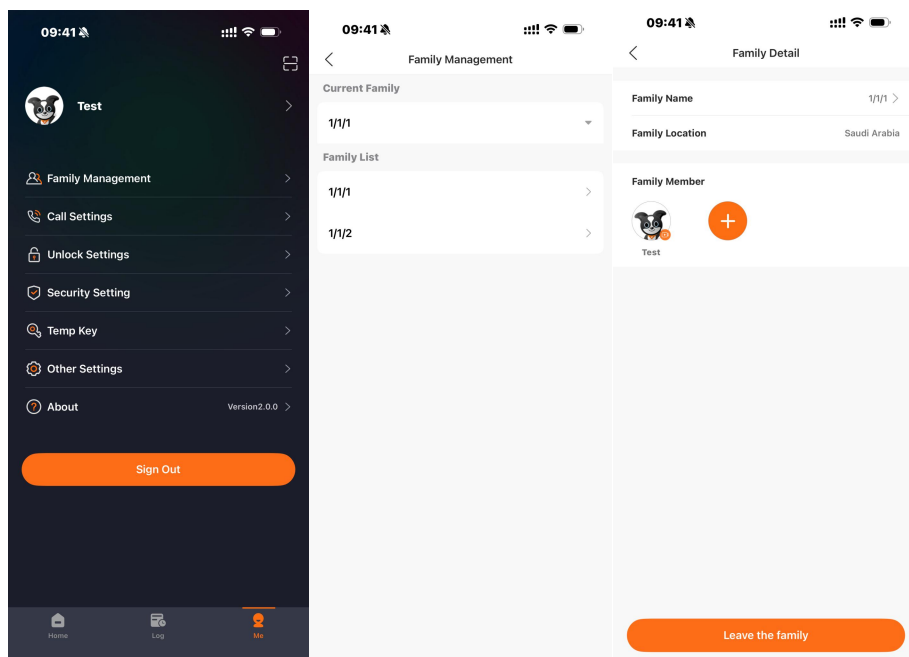 09:41
Test
Family Management
Call Settings
Unlock Settings
Security Setting
Temp Key
Other Settings
About
Version2.0.0
Sign Out
Home
Log
Me
09:41
Family Management
Current Family
1/1/1
Family List
1/1/1
1/1/2
09:41
Family Detail
Family Name
1/1/1
Family Location
Saudi Arabia
Family Member
Test
Leave the family